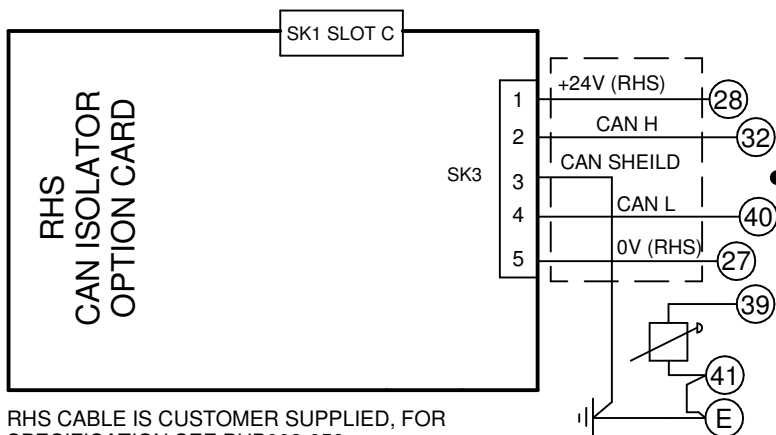 SK1 SLOT C
RHS
CAN ISOLATOR
OPTION CARD
SK3
1
2
3
4
5
+24V (RHS)
CAN H
CAN SHEILD
CAN L
0V (RHS)
28
32
40
27
39
41
E
RHS CABLE IS CUSTOMER SUPPLIED, FOR